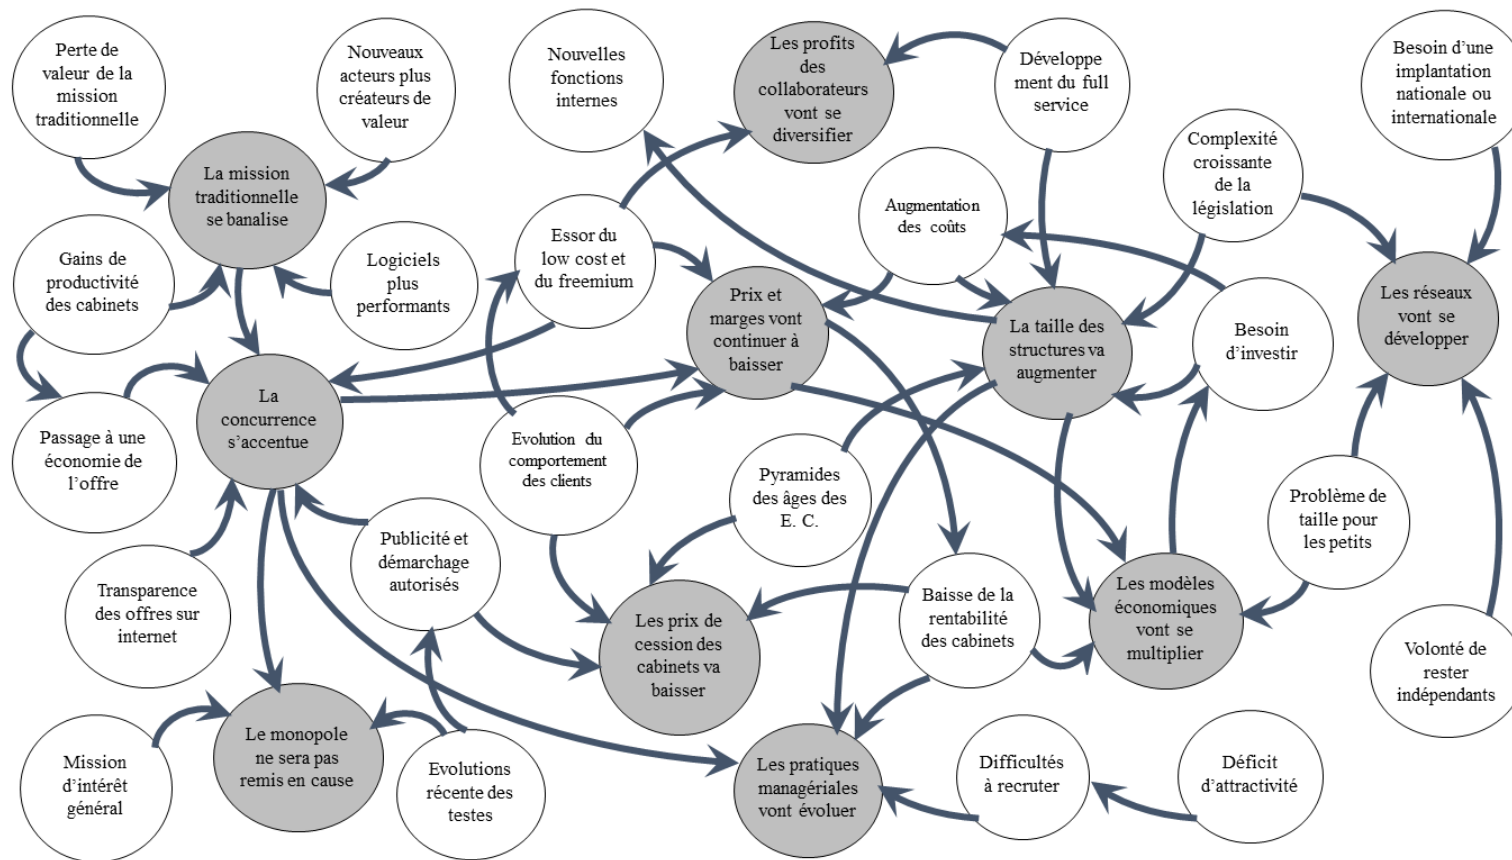 Perte de
valeur de la
mission
traditionnelle
Nouveaux
acteurs plus
créateurs de
valeur
Nouvelles
fonctions
internes
Les profits
des
collaborateurs
vont se
diversifier
Développe
ment du full
service
Besoin d’une
implantation
nationale ou
internationale
La mission
traditionnelle
se banalise
Complexité
croissante
de la
législation
Gains de
productivité
des cabinets
Logiciels
plus
performants
Essor du
low cost et
du freemium
Augmentation
des coûts
Prix et
marges vont
continuer à
baisser
La taille des
structures va
augmenter
Besoin
d’investir
Les réseaux
vont se
développer
La
concurrence
s’accentue
Passage à une
économie de
l’offre
Evolution du
comportement
des clients
Pyramides
des âges des
E. C.
Problème de
taille pour
les petits
Publicité et
démarchage
autorisés
Transparence
des offres sur
internet
Les prix de
cession des
cabinets va
baisser
Baisse de la
rentabilité
des cabinets
Les modèles
économiques
vont se
multiplier
Volonté de
rester
indépendants
Mission
d’intérêt
général
Le monopole
ne sera pas
remis en cause
Evolutions
récente des
testes
Les pratiques
managériales
vont évoluer
Difficultés
à recruter
Déficit
d’attractivité